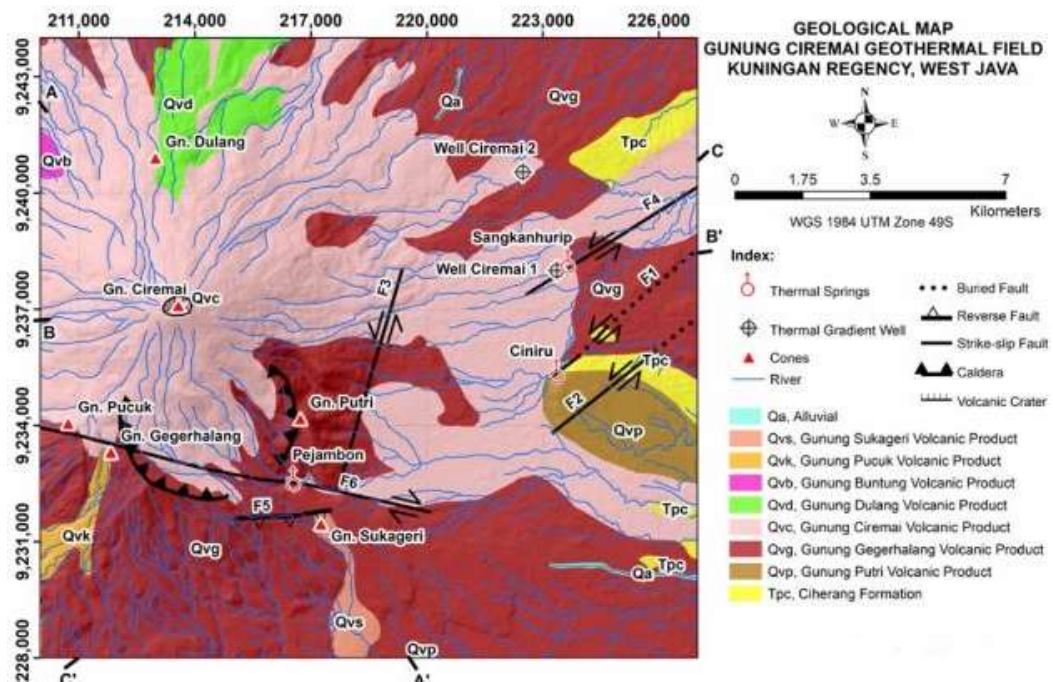 211,000 214,000 217,000 220,000 223,000 226,000
9,243,000
9,240,000
9,237,000
9,234,000
9,231,000
228,000
A
B
C
B'
C'
A'
Qvd
Gn. Dulang
Qvb
Qa
Qvg
Tpc
Well Ciremai 2
F4
Sangkanhurip
Well Ciremai 1
F1
Qvg
Gn. Ciremai
Qvc
F3
Ciniru
Tpc
F2
Qvp
Gn. Pucuk
Gn. Putri
Gn. Gegerhalang
Pejambon
F6
F5
Gn. Sukageri
Qvk
Qvg
Tpc
Qa
Tpc
Qvs
Qvp
GEOLOGICAL MAP
GUNUNG CIREMAI GEOTHERMAL FIELD
KUNINGAN REGENCY, WEST JAVA
N
W E
S
0 1.75 3.5 7
Kilometers
WGS 1984 UTM Zone 49S
Index:
Thermal Springs
Thermal Gradient Well
Cones
River
Buried Fault
Reverse Fault
Strike-slip Fault
Caldera
Volcanic Crater
Qa, Alluvial
Qvs, Gunung Sukageri Volcanic Product
Qvk, Gunung Pucuk Volcanic Product
Qvb, Gunung Buntung Volcanic Product
Qvd, Gunung Dulang Volcanic Product
Qvc, Gunung Ciremai Volcanic Product
Qvg, Gunung Gegerhalang Volcanic Product
Qvp, Gunung Putri Volcanic Product
Tpc, Ciherang Formation